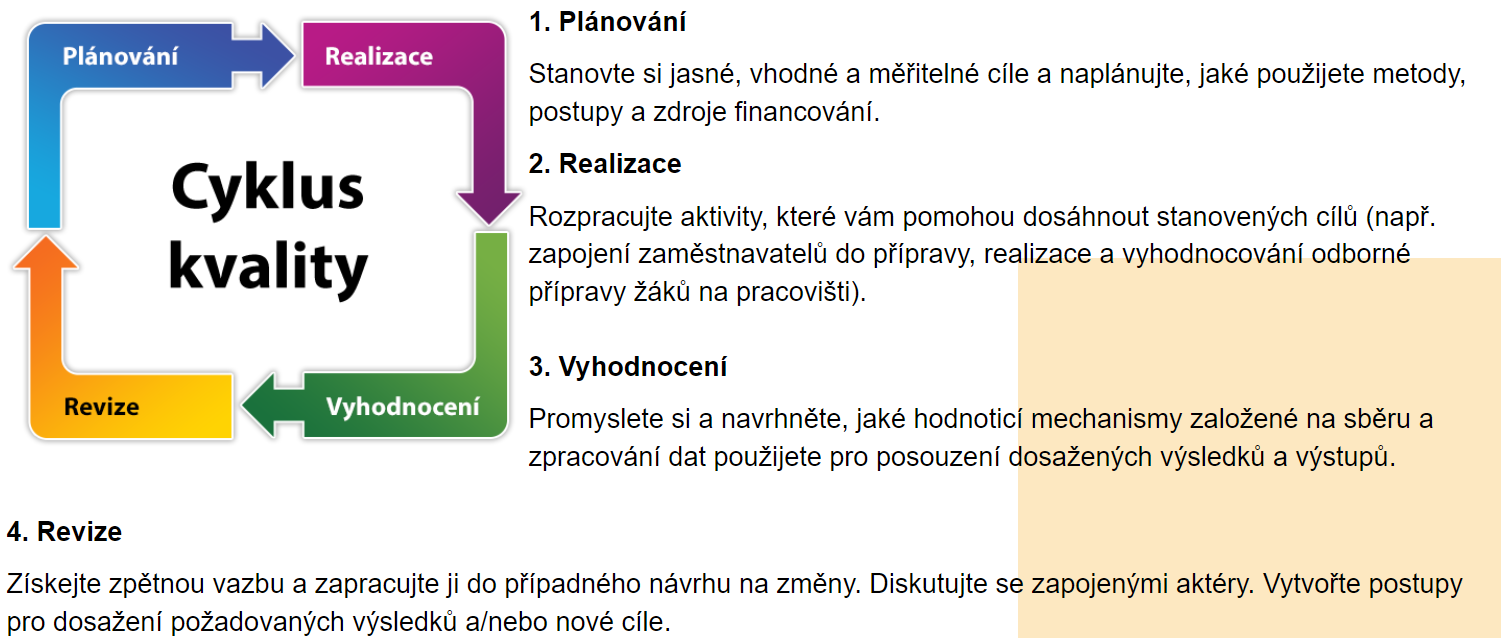 Plánování
Realizace
Cyklus
kvality
Revize
Vyhodnocení
1. Plánování
Stanovte si jasné, vhodné a měřitelné cíle a naplánujte, jaké použijete metody,
postupy a zdroje financování.
2. Realizace
Rozpracujte aktivity, které vám pomohou dosáhnout stanovených cílů (např.
zapojení zaměstnavatelů do přípravy, realizace a vyhodnocování odborné
přípravy žáků na pracovišti).
3. Vyhodnocení
Promyslete si a navrhněte, jaké hodnoticí mechanismy založené na sběru a
zpracování dat použijete pro posouzení dosažených výsledků a výstupů.
4. Revize
Získejte zpětnou vazbu a zapracujte ji do případného návrhu na změny. Diskutujte se zapojenými aktéry. Vytvořte postupy
pro dosažení požadovaných výsledků a/nebo nové cíle.